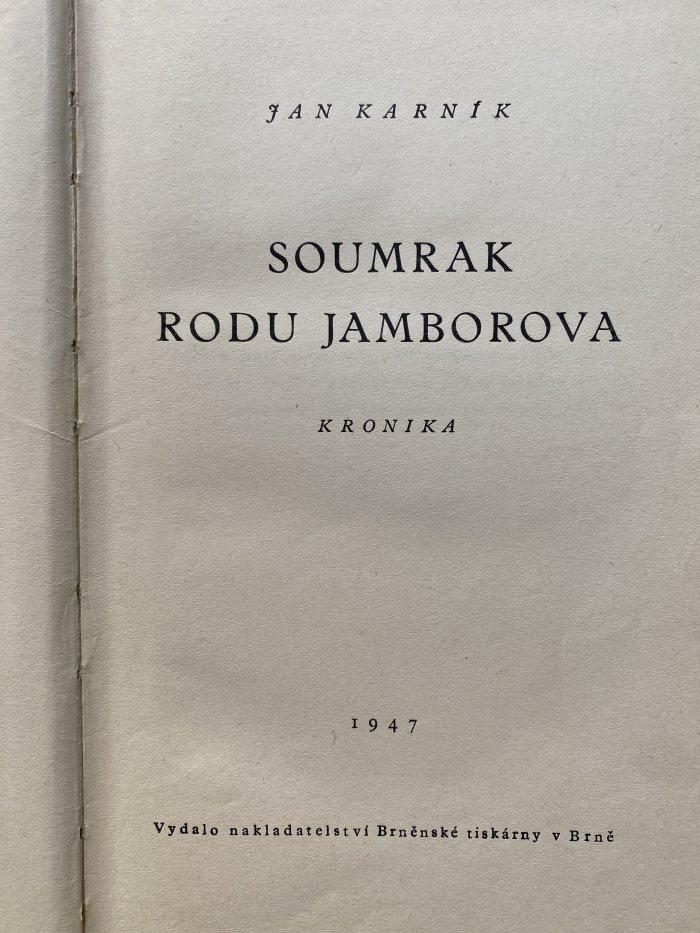 JAN KARNÍK
SOUMRAK
RODU JAMBOROVA
KRONIKA
1947
Vydalo nakladatelství Brněnské tiskárny v Brně